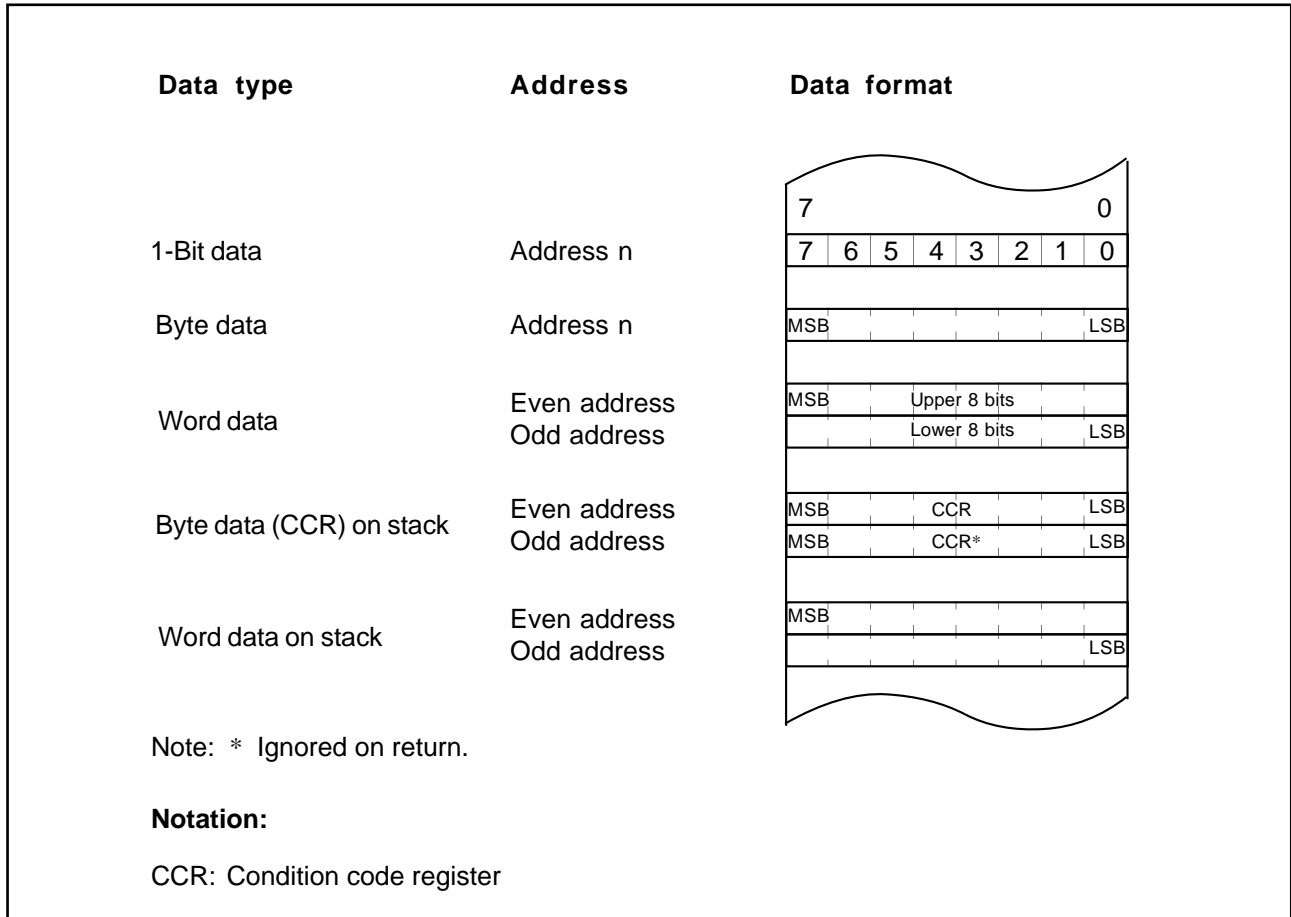 Data type Address Data format
7 0
1-Bit data Address n 7 6 5 4 3 2 1 0
Byte data Address n MSB LSB
Word data Even address MSB Upper 8 bits
Odd address Lower 8 bits LSB
Byte data (CCR) on stack Even address MSB CCR LSB
Odd address MSB CCR* LSB
Word data on stack Even address MSB
Odd address LSB
Note: * Ignored on return.
Notation:
CCR: Condition code register